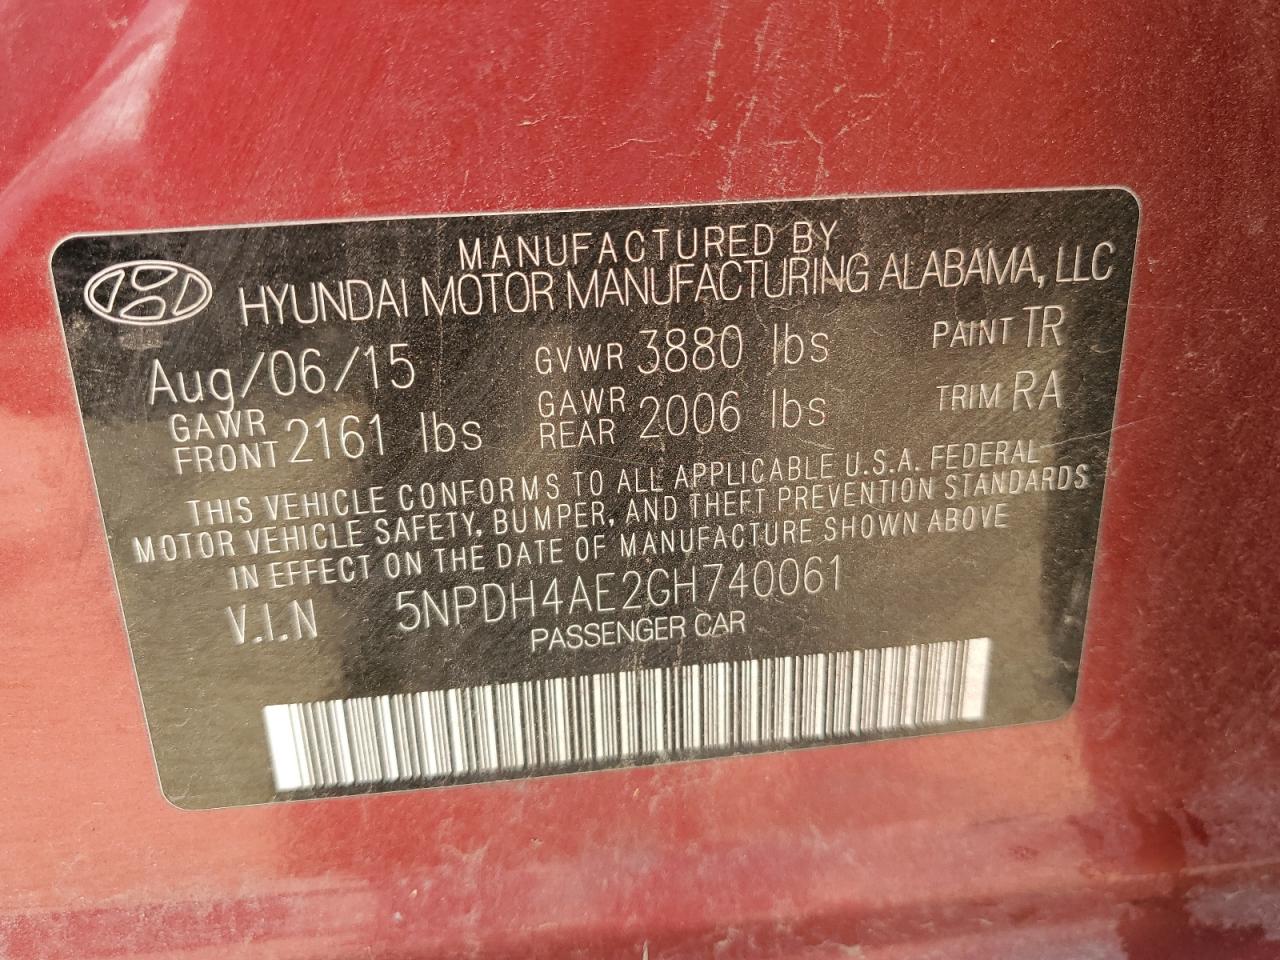 MANUFACTURED BY
HYUNDAI MOTOR MANUFACTURING ALABAMA, LLC
Aug/06/15 GVWR 3880 lbs PAINT TR
GAWR FRONT 2161 lbs GAWR REAR 2006 lbs TRIM RA
THIS VEHICLE CONFORMS TO ALL APPLICABLE U.S.A. FEDERAL
MOTOR VEHICLE SAFETY, BUMPER, AND THEFT PREVENTION STANDARDS
IN EFFECT ON THE DATE OF MANUFACTURE SHOWN ABOVE
V.I.N 5NPDH4AE2GH740061
PASSENGER CAR